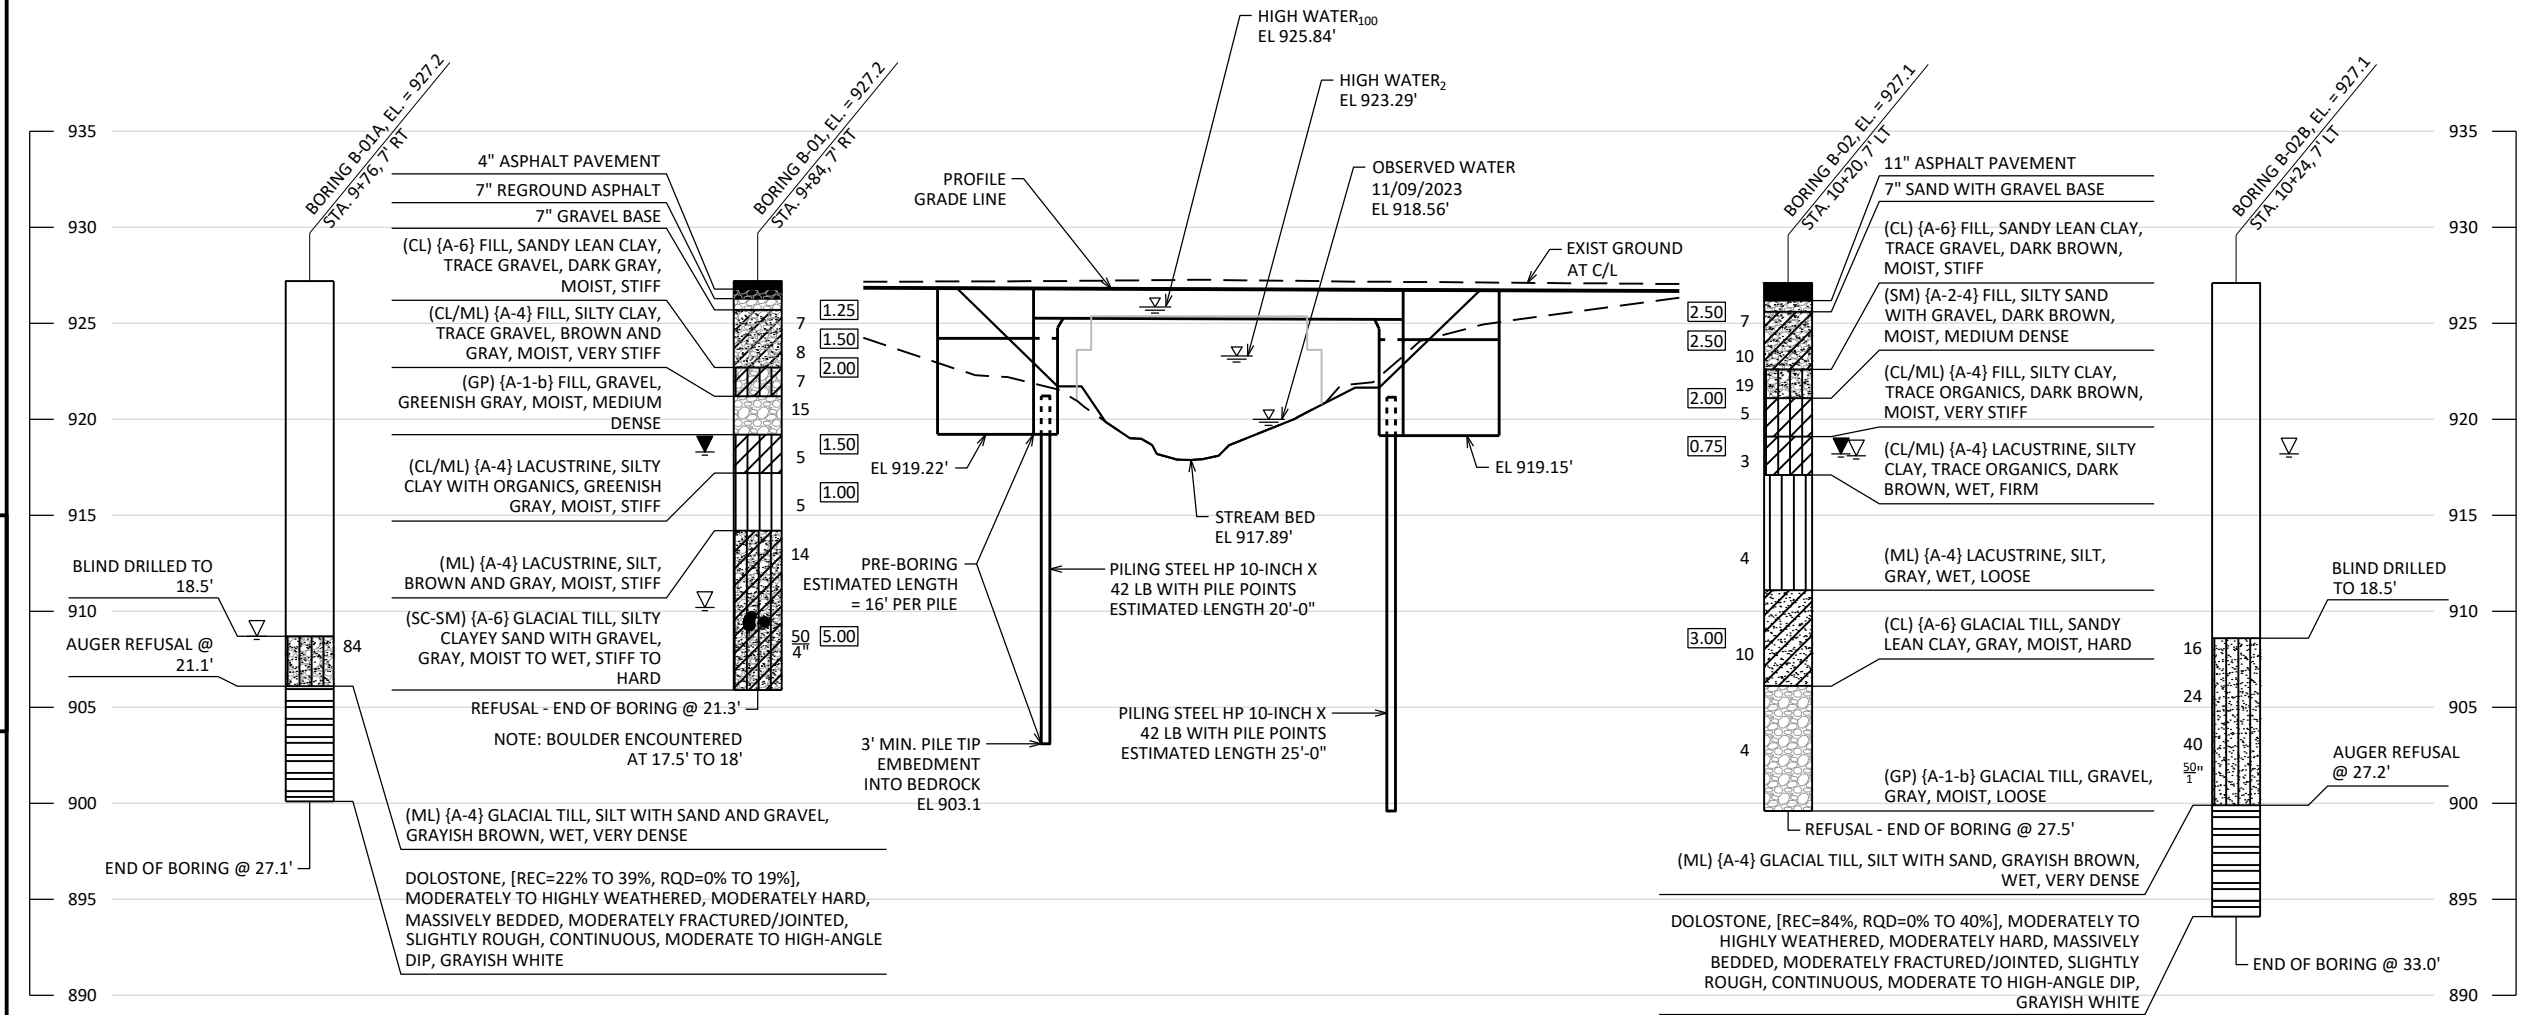 HIGH WATER100
EL 925.84'
HIGH WATER2
EL 923.29'
OBSERVED WATER
11/09/2023
EL 918.56'
PROFILE
GRADE LINE
EXIST GROUND
AT C/L
935
930
925
920
915
910
905
900
895
890
BORING B-01A, EL. = 927.2
STA. 9+76, 7' RT
BLIND DRILLED TO
18.5'
AUGER REFUSAL @
21.1'
84
END OF BORING @ 27.1'
BORING B-01, EL. = 927.2
STA. 9+84, 7' RT
4" ASPHALT PAVEMENT
7" REGROUND ASPHALT
7" GRAVEL BASE
(CL) {A-6} FILL, SANDY LEAN CLAY,
TRACE GRAVEL, DARK GRAY,
MOIST, STIFF
(CL/ML) {A-4} FILL, SILTY CLAY,
TRACE GRAVEL, BROWN AND
GRAY, MOIST, VERY STIFF
(GP) {A-1-b} FILL, GRAVEL,
GREENISH GRAY, MOIST, MEDIUM
DENSE
(CL/ML) {A-4} LACUSTRINE, SILTY
CLAY WITH ORGANICS, GREENISH
GRAY, MOIST, STIFF
(ML) {A-4} LACUSTRINE, SILT,
BROWN AND GRAY, MOIST, STIFF
(SC-SM) {A-6} GLACIAL TILL, SILTY
CLAYEY SAND WITH GRAVEL,
GRAY, MOIST TO WET, STIFF TO
HARD
REFUSAL - END OF BORING @ 21.3'
NOTE: BOULDER ENCOUNTERED
AT 17.5' TO 18'
(ML) {A-4} GLACIAL TILL, SILT WITH SAND AND GRAVEL,
GRAYISH BROWN, WET, VERY DENSE
DOLOSTONE, [REC=22% TO 39%, RQD=0% TO 19%],
MODERATELY TO HIGHLY WEATHERED, MODERATELY HARD,
MASSIVELY BEDDED, MODERATELY FRACTURED/JOINTED,
SLIGHTLY ROUGH, CONTINUOUS, MODERATE TO HIGH-ANGLE
DIP, GRAYISH WHITE
1.25
7
1.50
8
2.00
7
15
1.50
5
1.00
5
14
50
4"
5.00
EL 919.22'
PRE-BORING
ESTIMATED LENGTH
= 16' PER PILE
3' MIN. PILE TIP
EMBEDMENT
INTO BEDROCK
EL 903.1
PILING STEEL HP 10-INCH X
42 LB WITH PILE POINTS
ESTIMATED LENGTH 20'-0"
STREAM BED
EL 917.89'
EL 919.15'
PILING STEEL HP 10-INCH X
42 LB WITH PILE POINTS
ESTIMATED LENGTH 25'-0"
BORING B-02, EL. = 927.1
STA. 10+20, 7' LT
2.50
7
2.50
10
19
2.00
5
0.75
3
4
3.00
10
4
11" ASPHALT PAVEMENT
7" SAND WITH GRAVEL BASE
(CL) {A-6} FILL, SANDY LEAN CLAY,
TRACE GRAVEL, DARK BROWN,
MOIST, STIFF
(SM) {A-2-4} FILL, SILTY SAND
WITH GRAVEL, DARK BROWN,
MOIST, MEDIUM DENSE
(CL/ML) {A-4} FILL, SILTY CLAY,
TRACE ORGANICS, DARK BROWN,
MOIST, VERY STIFF
(CL/ML) {A-4} LACUSTRINE, SILTY
CLAY, TRACE ORGANICS, DARK
BROWN, WET, FIRM
(ML) {A-4} LACUSTRINE, SILT,
GRAY, WET, LOOSE
(CL) {A-6} GLACIAL TILL, SANDY
LEAN CLAY, GRAY, MOIST, HARD
(GP) {A-1-b} GLACIAL TILL, GRAVEL,
GRAY, MOIST, LOOSE
REFUSAL - END OF BORING @ 27.5'
(ML) {A-4} GLACIAL TILL, SILT WITH SAND, GRAYISH BROWN,
WET, VERY DENSE
DOLOSTONE, [REC=84%, RQD=0% TO 40%], MODERATELY TO
HIGHLY WEATHERED, MODERATELY HARD, MASSIVELY
BEDDED, MODERATELY FRACTURED/JOINTED, SLIGHTLY
ROUGH, CONTINUOUS, MODERATE TO HIGH-ANGLE DIP,
GRAYISH WHITE
BORING B-02B, EL. = 927.1
STA. 10+24, 7' LT
BLIND DRILLED
TO 18.5'
16
24
40
50
1"
AUGER REFUSAL
@ 27.2'
END OF BORING @ 33.0'
935
930
925
920
915
910
905
900
895
890